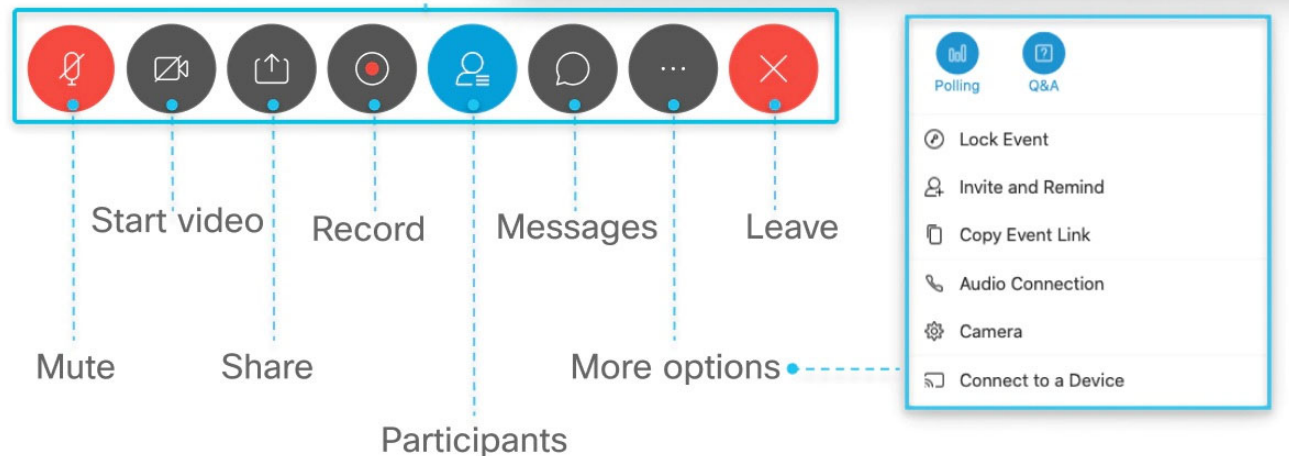 Polling
Q&A
Lock Event
Start video
Record
Messages
Leave
Invite and Remind
Copy Event Link
Audio Connection
Camera
Mute
Share
More options
Connect to a Device
Participants